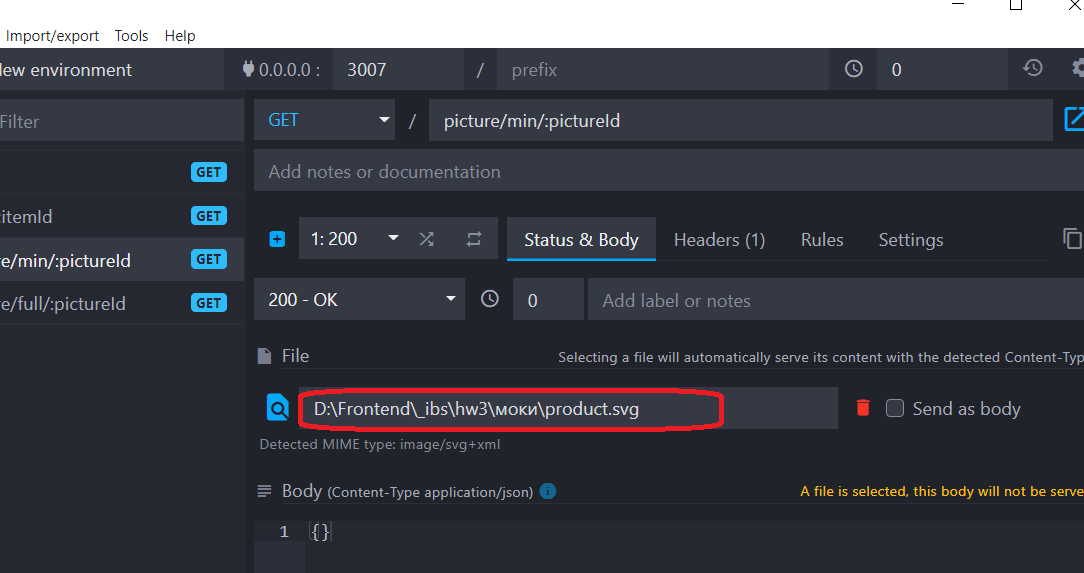 Import/export Tools Help
New environment 0.0.0.0 : 3007 / prefix 0
Filter GET / picture/min/:pictureId
Add notes or documentation
GET
:itemId GET
1: 200 Status & Body Headers (1) Rules Settings
re/min/:pictureId GET
re/full/:pictureId GET
200 - OK 0 Add label or notes
File Selecting a file will automatically serve its content with the detected Content-Typ
D:\Frontend\_ibs\hw3\моки\product.svg Send as body
Detected MIME type: image/svg+xml
Body (Content-Type application/json) A file is selected, this body will not be serve
1 {}